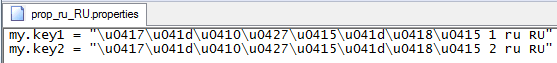 prop_ru_RU.properties
my.key1 = "\u0417\u041d\u0410\u0427\u0415\u041d\u0418\u0415 1 ru RU"
my.key2 = "\u0417\u041d\u0410\u0427\u0415\u041d\u0418\u0415 2 ru RU"